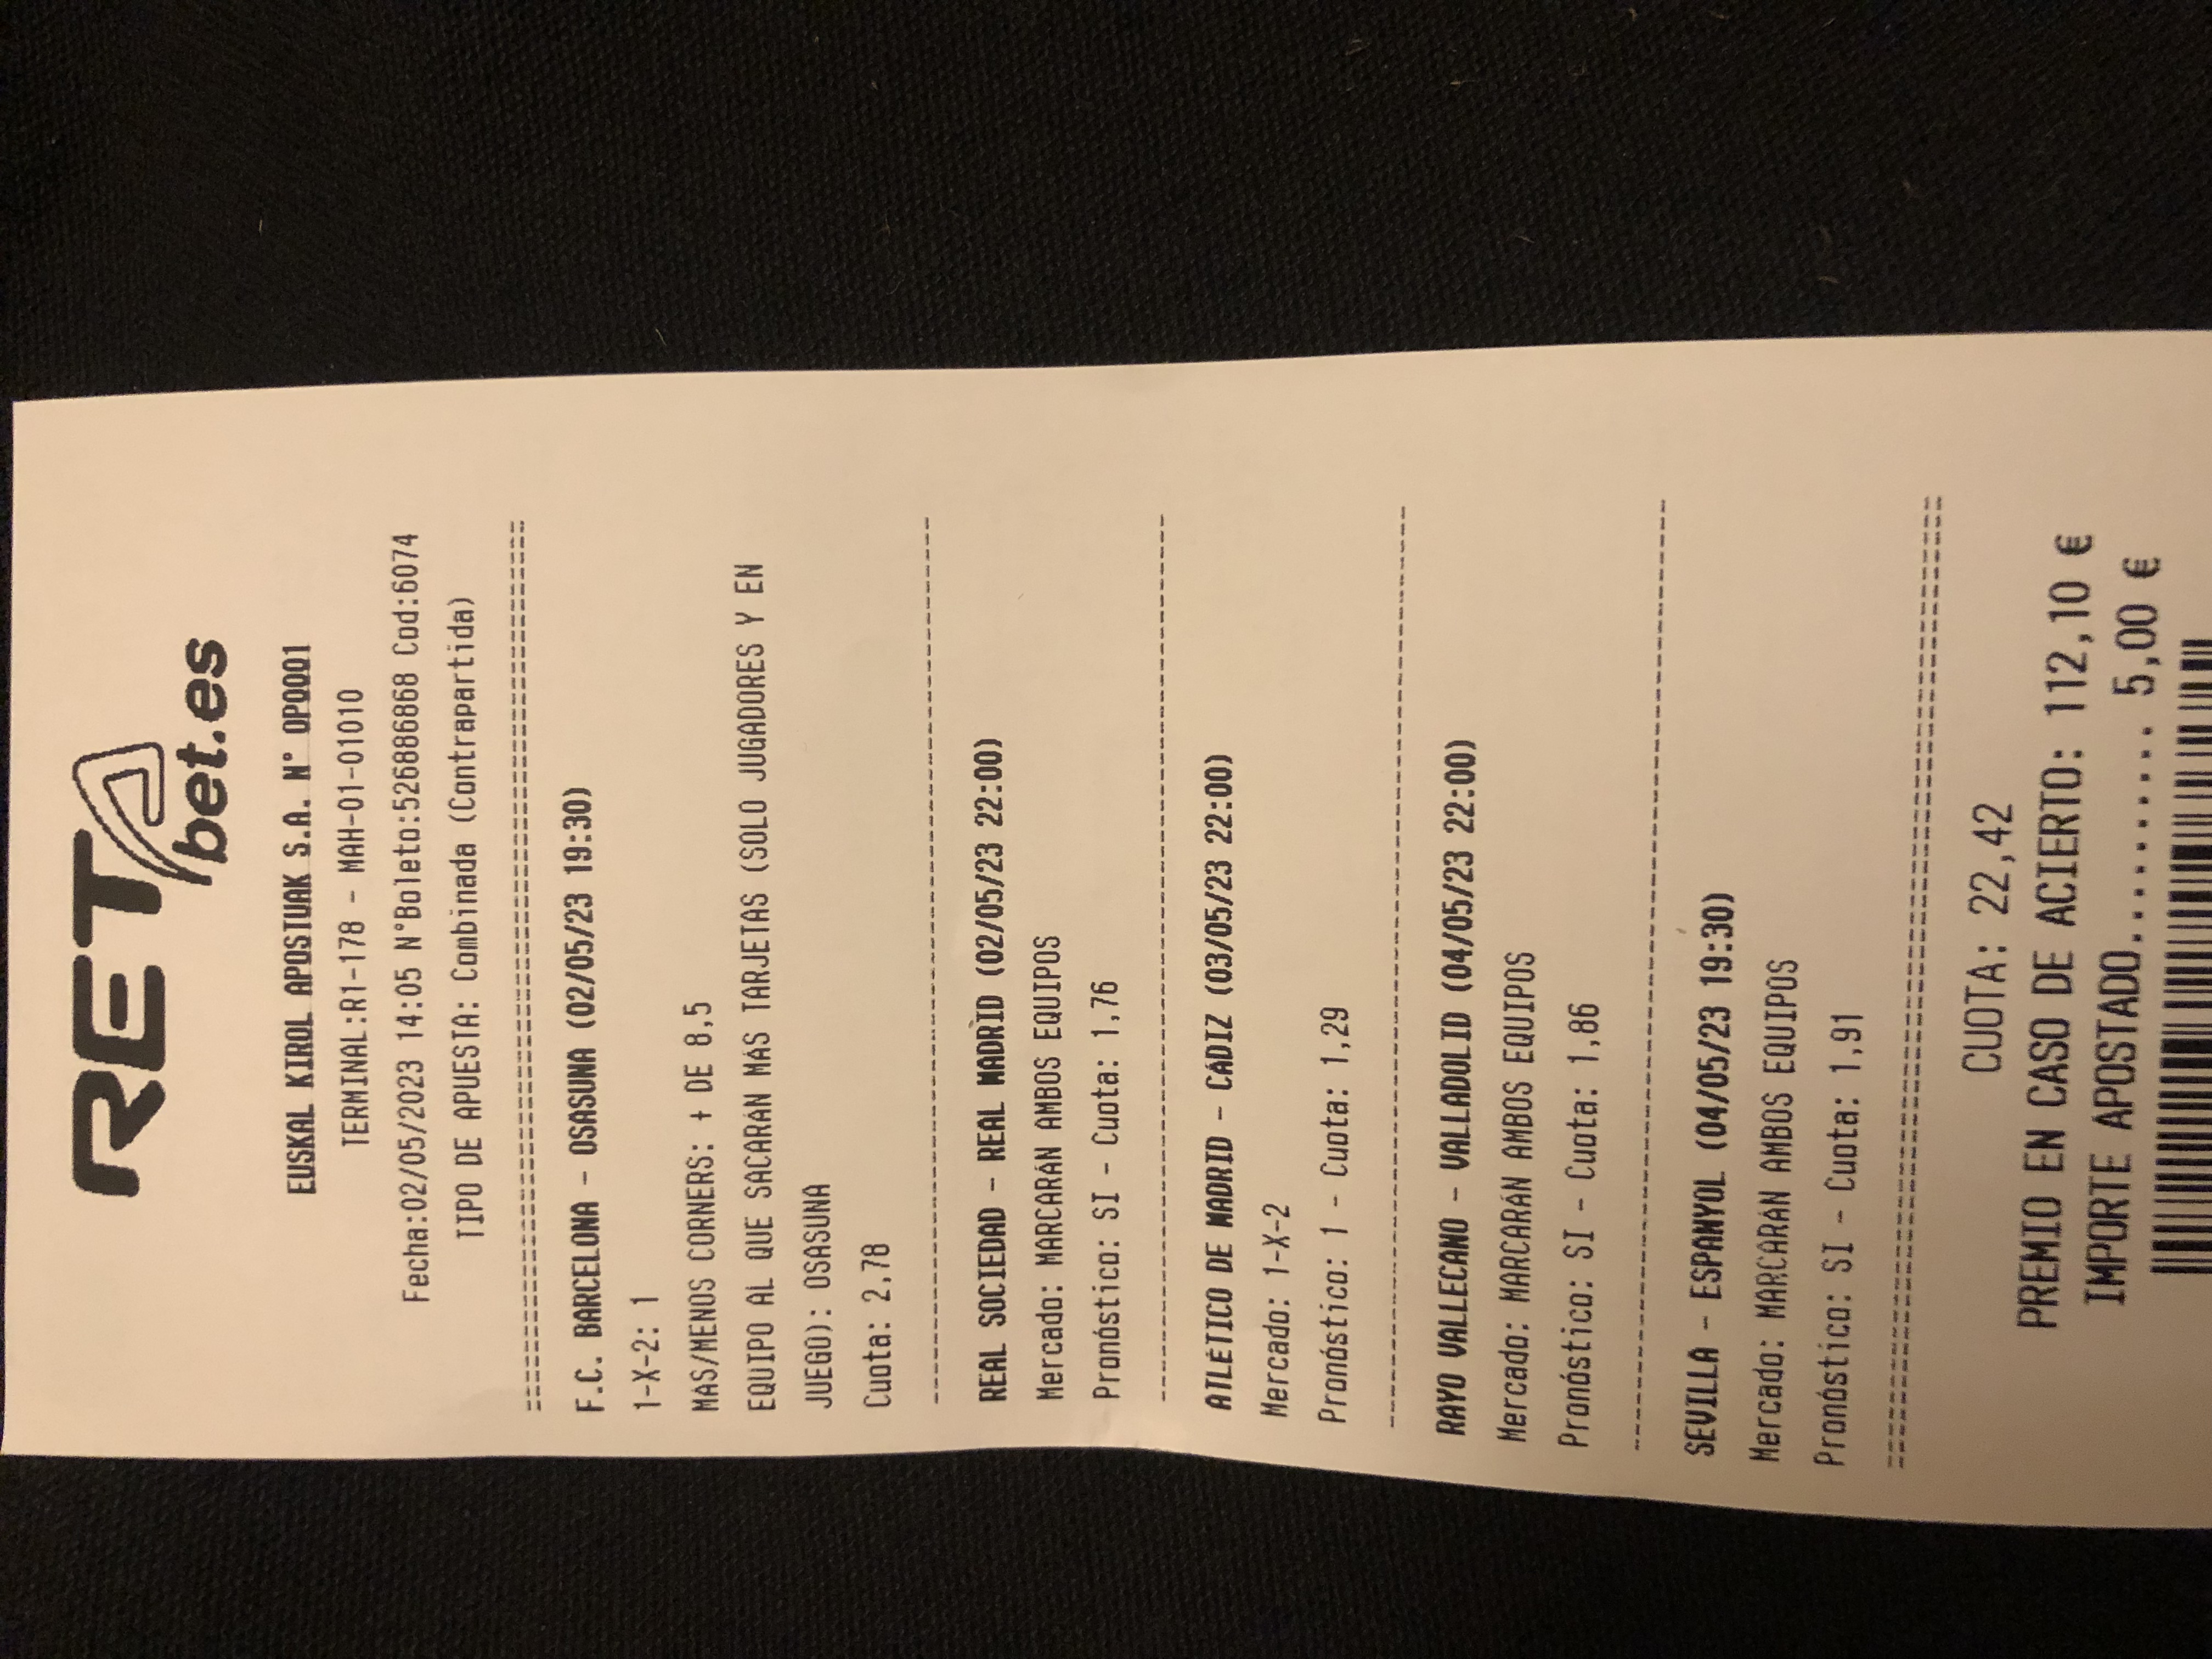 RETA
bet.es
EUSKAL KIROL APOSTUAK S.A. N° OP0001
TERMINAL:R1-178 - MAH-01-01010
Fecha:02/05/2023 14:05 N°Boleto:526886868 Cod:6074
TIPO DE APUESTA: Combinada (Contrapartida)
F.C. BARCELONA - OSASUNA (02/05/23 19:30)
1-X-2: 1
MÁS/MENOS CORNERS: + DE 8,5
EQUIPO AL QUE SACARÁN MÁS TARJETAS (SOLO JUGADORES Y EN
JUEGO): OSASUNA
Cuota: 2,78
REAL SOCIEDAD - REAL MADRID (02/05/23 22:00)
Mercado: MARCARÁN AMBOS EQUIPOS
Pronóstico: SI - Cuota: 1,76
ATLÉTICO DE MADRID - CÁDIZ (03/05/23 22:00)
Mercado: 1-X-2
Pronóstico: 1 - Cuota: 1,29
RAYO VALLECANO - VALLADOLID (04/05/23 22:00)
Mercado: MARCARÁN AMBOS EQUIPOS
Pronóstico: SI - Cuota: 1,86
SEVILLA - ESPANYOL (04/05/23 19:30)
Mercado: MARCARÁN AMBOS EQUIPOS
Pronóstico: SI - Cuota: 1,91
CUOTA: 22,42
PREMIO EN CASO DE ACIERTO: 112,10 €
IMPORTE APOSTADO.......... 5,00 €